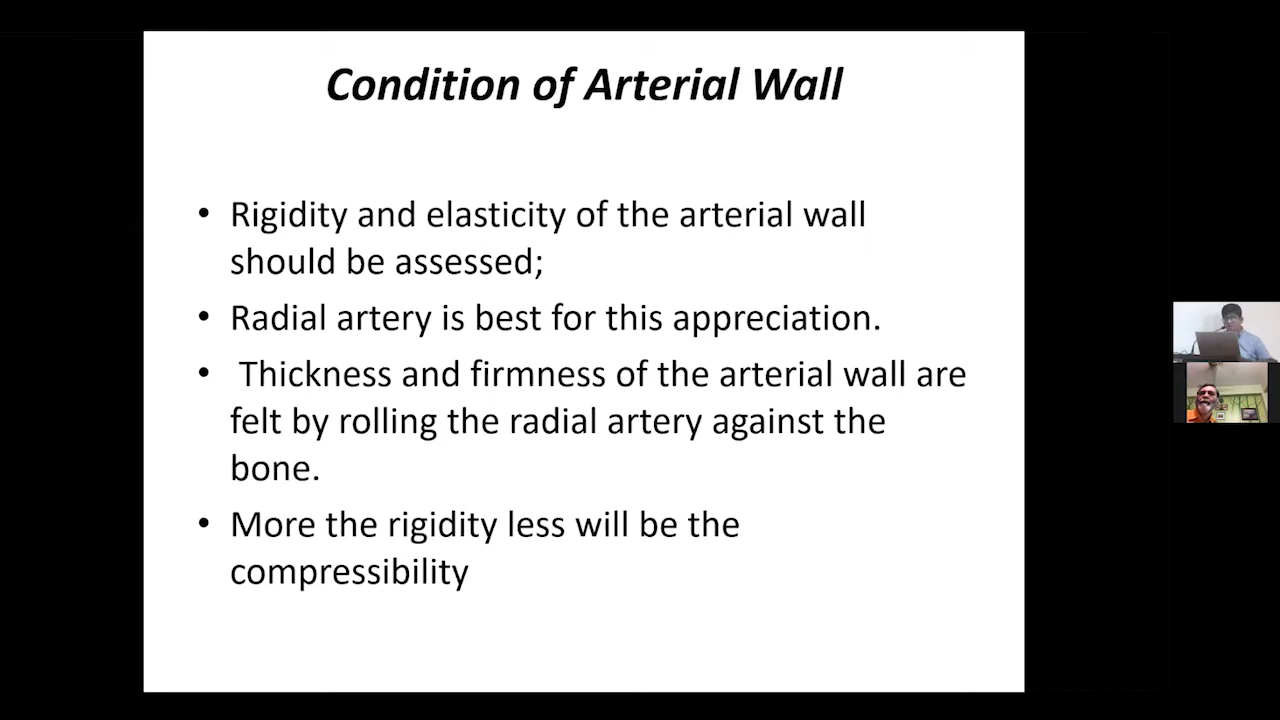 Condition of Arterial Wall
• Rigidity and elasticity of the arterial wall
should be assessed;
• Radial artery is best for this appreciation.
• Thickness and firmness of the arterial wall are
felt by rolling the radial artery against the
bone.
• More the rigidity less will be the
compressibility